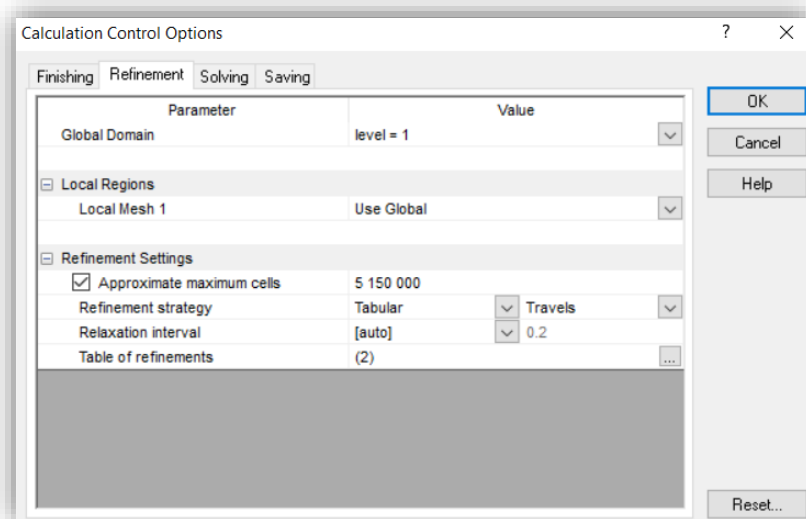 Calculation Control Options ?
Finishing Refinement Solving Saving
Parameter Value
Global Domain level = 1
Local Regions
Local Mesh 1 Use Global
Refinement Settings
Approximate maximum cells 5 150 000
Refinement strategy Tabular Travels
Relaxation interval [auto] 0.2
Table of refinements (2) ...
OK
Cancel
Help
Reset...